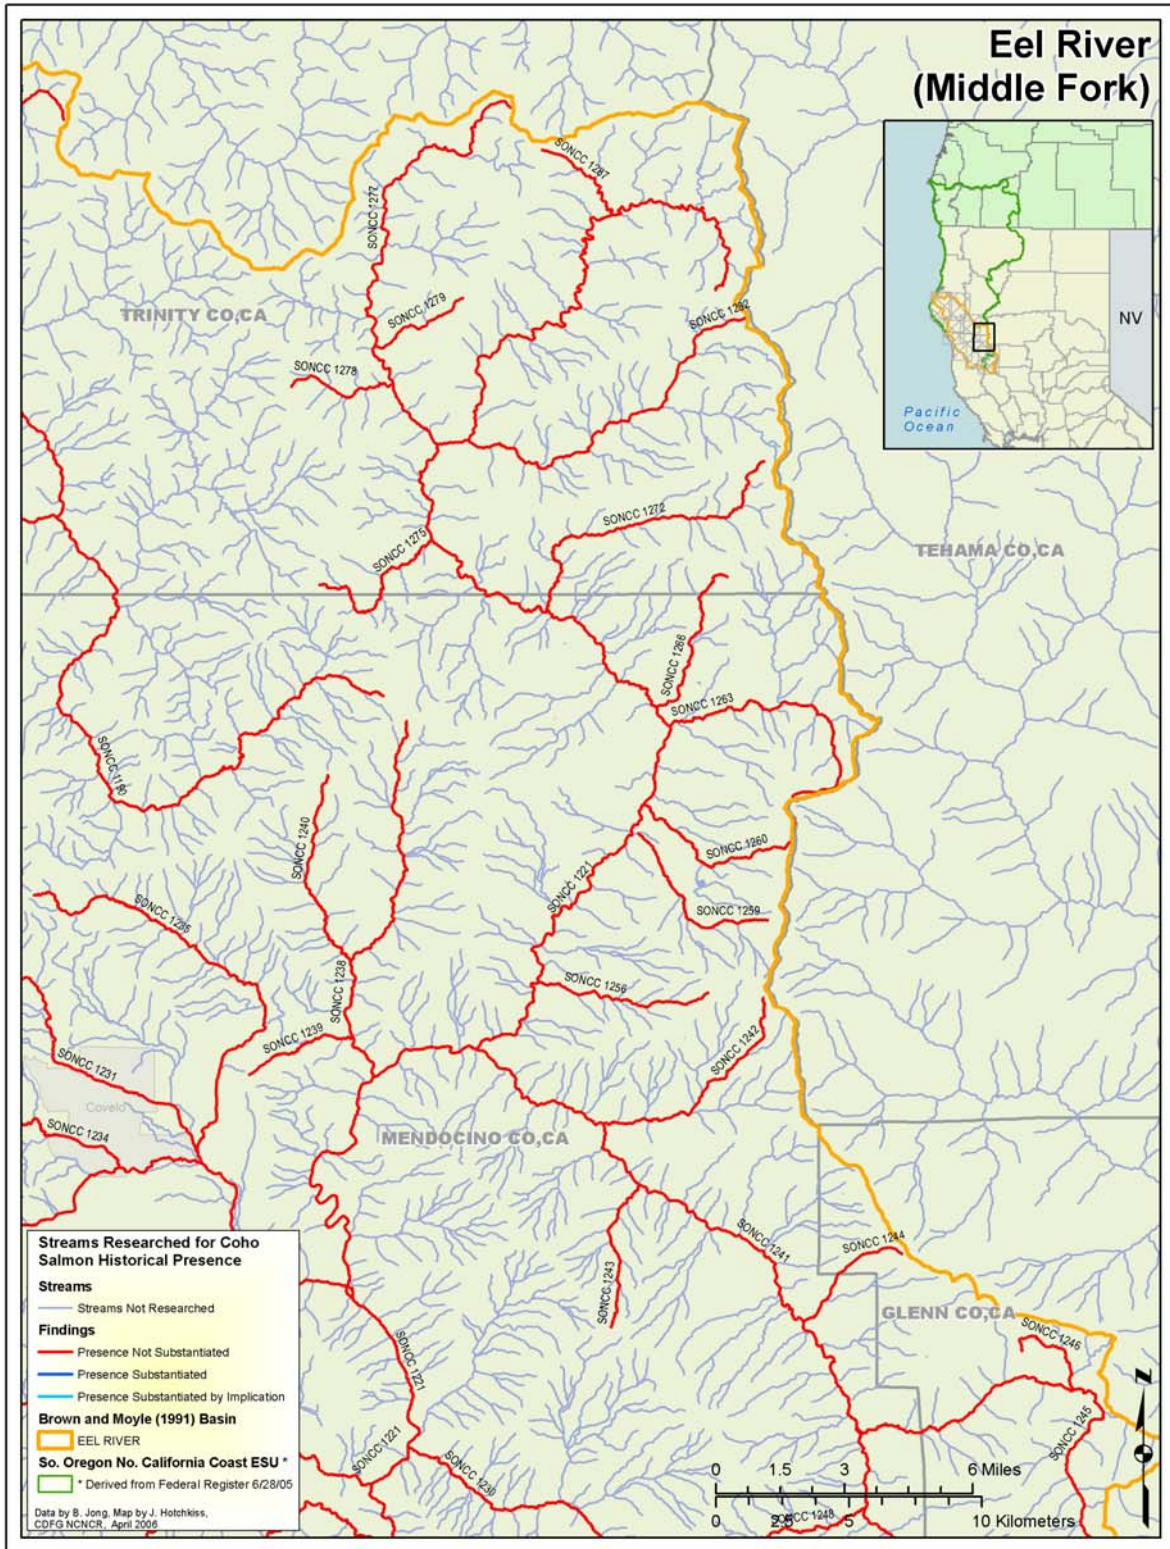 Eel River
(Middle Fork)
NV
Pacific
Ocean
SONCC 1287
SONCC 1277
SONCC 1279
SONCC 1292
TRINITY CO,CA
SONCC 1278
SONCC 1272
SONCC 1275
TEHAMA CO,CA
SONCC 1266
SONCC 1263
SONCC 1190
SONCC 1240
SONCC 1260
SONCC 1221
SONCC 1235
SONCC 1259
SONCC 1238
SONCC 1256
SONCC 1239
SONCC 1242
SONCC 1231
Covelo
SONCC 1234
MENDOCINO CO,CA
SONCC 1241
SONCC 1244
SONCC 1243
GLENN CO,CA
SONCC 1246
SONCC 1221
SONCC 1245
SONCC 1221
SONCC 1230
SONCC 1248
Streams Researched for Coho
Salmon Historical Presence
Streams
Streams Not Researched
Findings
Presence Not Substantiated
Presence Substantiated
Presence Substantiated by Implication
Brown and Moyle (1991) Basin
EEL RIVER
So. Oregon No. California Coast ESU *
* Derived from Federal Register 6/28/05
Data by B. Jong, Map by J. Hotchkiss,
CDFG NCNCR, April 2006
0 1.5 3 6 Miles
0 2.5 5 10 Kilometers
Z